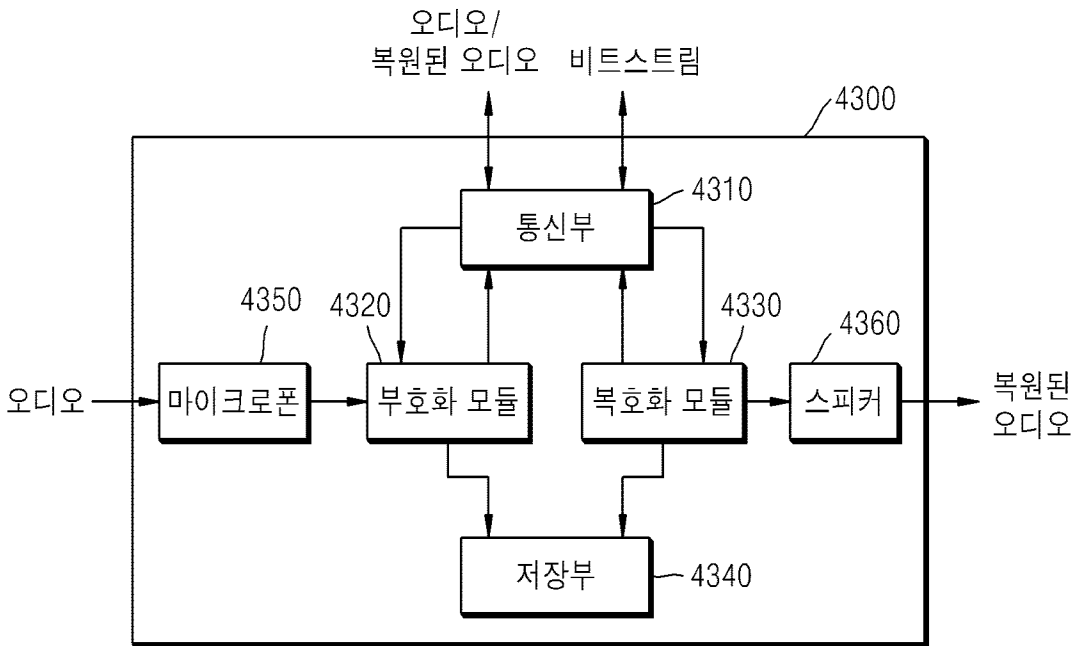 오디오/
복원된 오디오
비트스트림
4300
4310
통신부
4350
4320
4330
4360
오디오
마이크로폰
부호화 모듈
복호화 모듈
스피커
복원된
오디오
저장부
4340